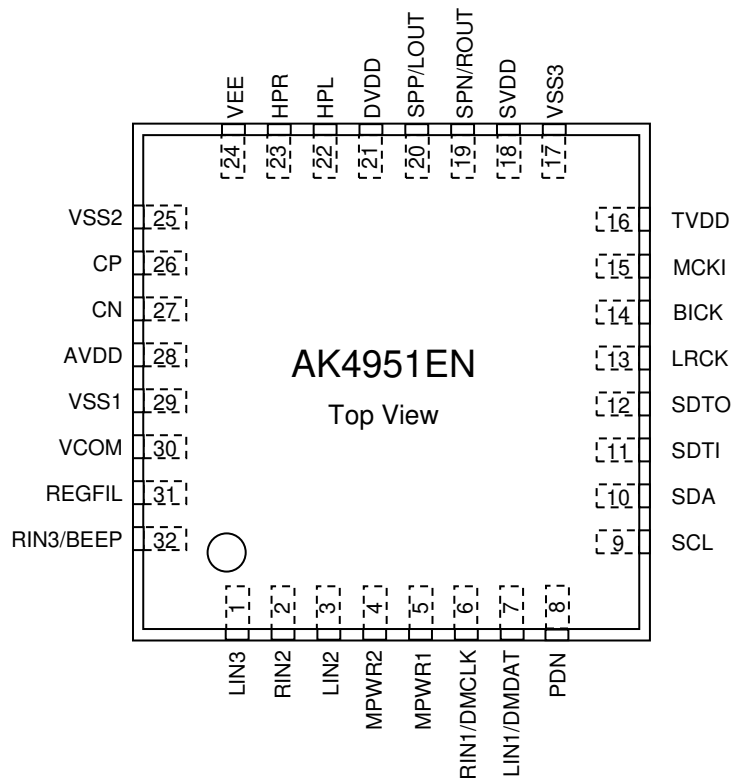 VEE
HPR
HPL
DVDD
SPP/LOUT
SPN/ROUT
SVDD
VSS3
24
23
22
21
20
19
18
17
VSS2 25
CP 26
CN 27
AVDD 28
VSS1 29
VCOM 30
REGFIL 31
RIN3/BEEP 32
AK4951EN
Top View
16 TVDD
15 MCKI
14 BICK
13 LRCK
12 SDTO
11 SDTI
10 SDA
9 SCL
1
2
3
4
5
6
7
8
LIN3
RIN2
LIN2
MPWR2
MPWR1
RIN1/DMCLK
LIN1/DMDAT
PDN